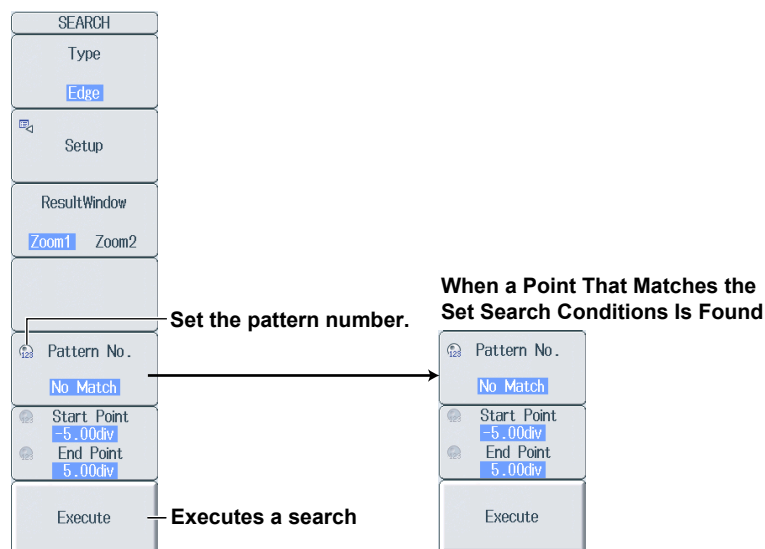 SEARCH
Type
Edge
Setup
ResultWindow
Zoom1 Zoom2
Set the pattern number.
123 Pattern No.
No Match
Start Point
-5.00div
End Point
5.00div
Execute
Executes a search
When a Point That Matches the
Set Search Conditions Is Found
123 Pattern No.
No Match
Start Point
-5.00div
End Point
5.00div
Execute